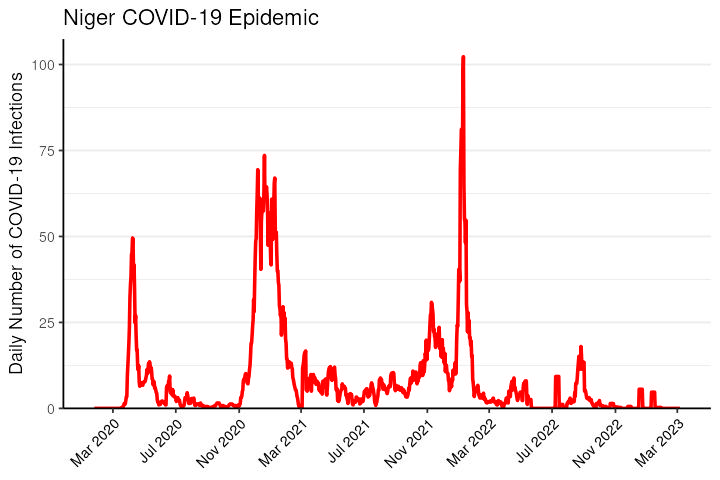 Niger COVID-19 Epidemic
Daily Number of COVID-19 Infections
100
75
50
25
0
Mar 2020
Jul 2020
Nov 2020
Mar 2021
Jul 2021
Nov 2021
Mar 2022
Jul 2022
Nov 2022
Mar 2023